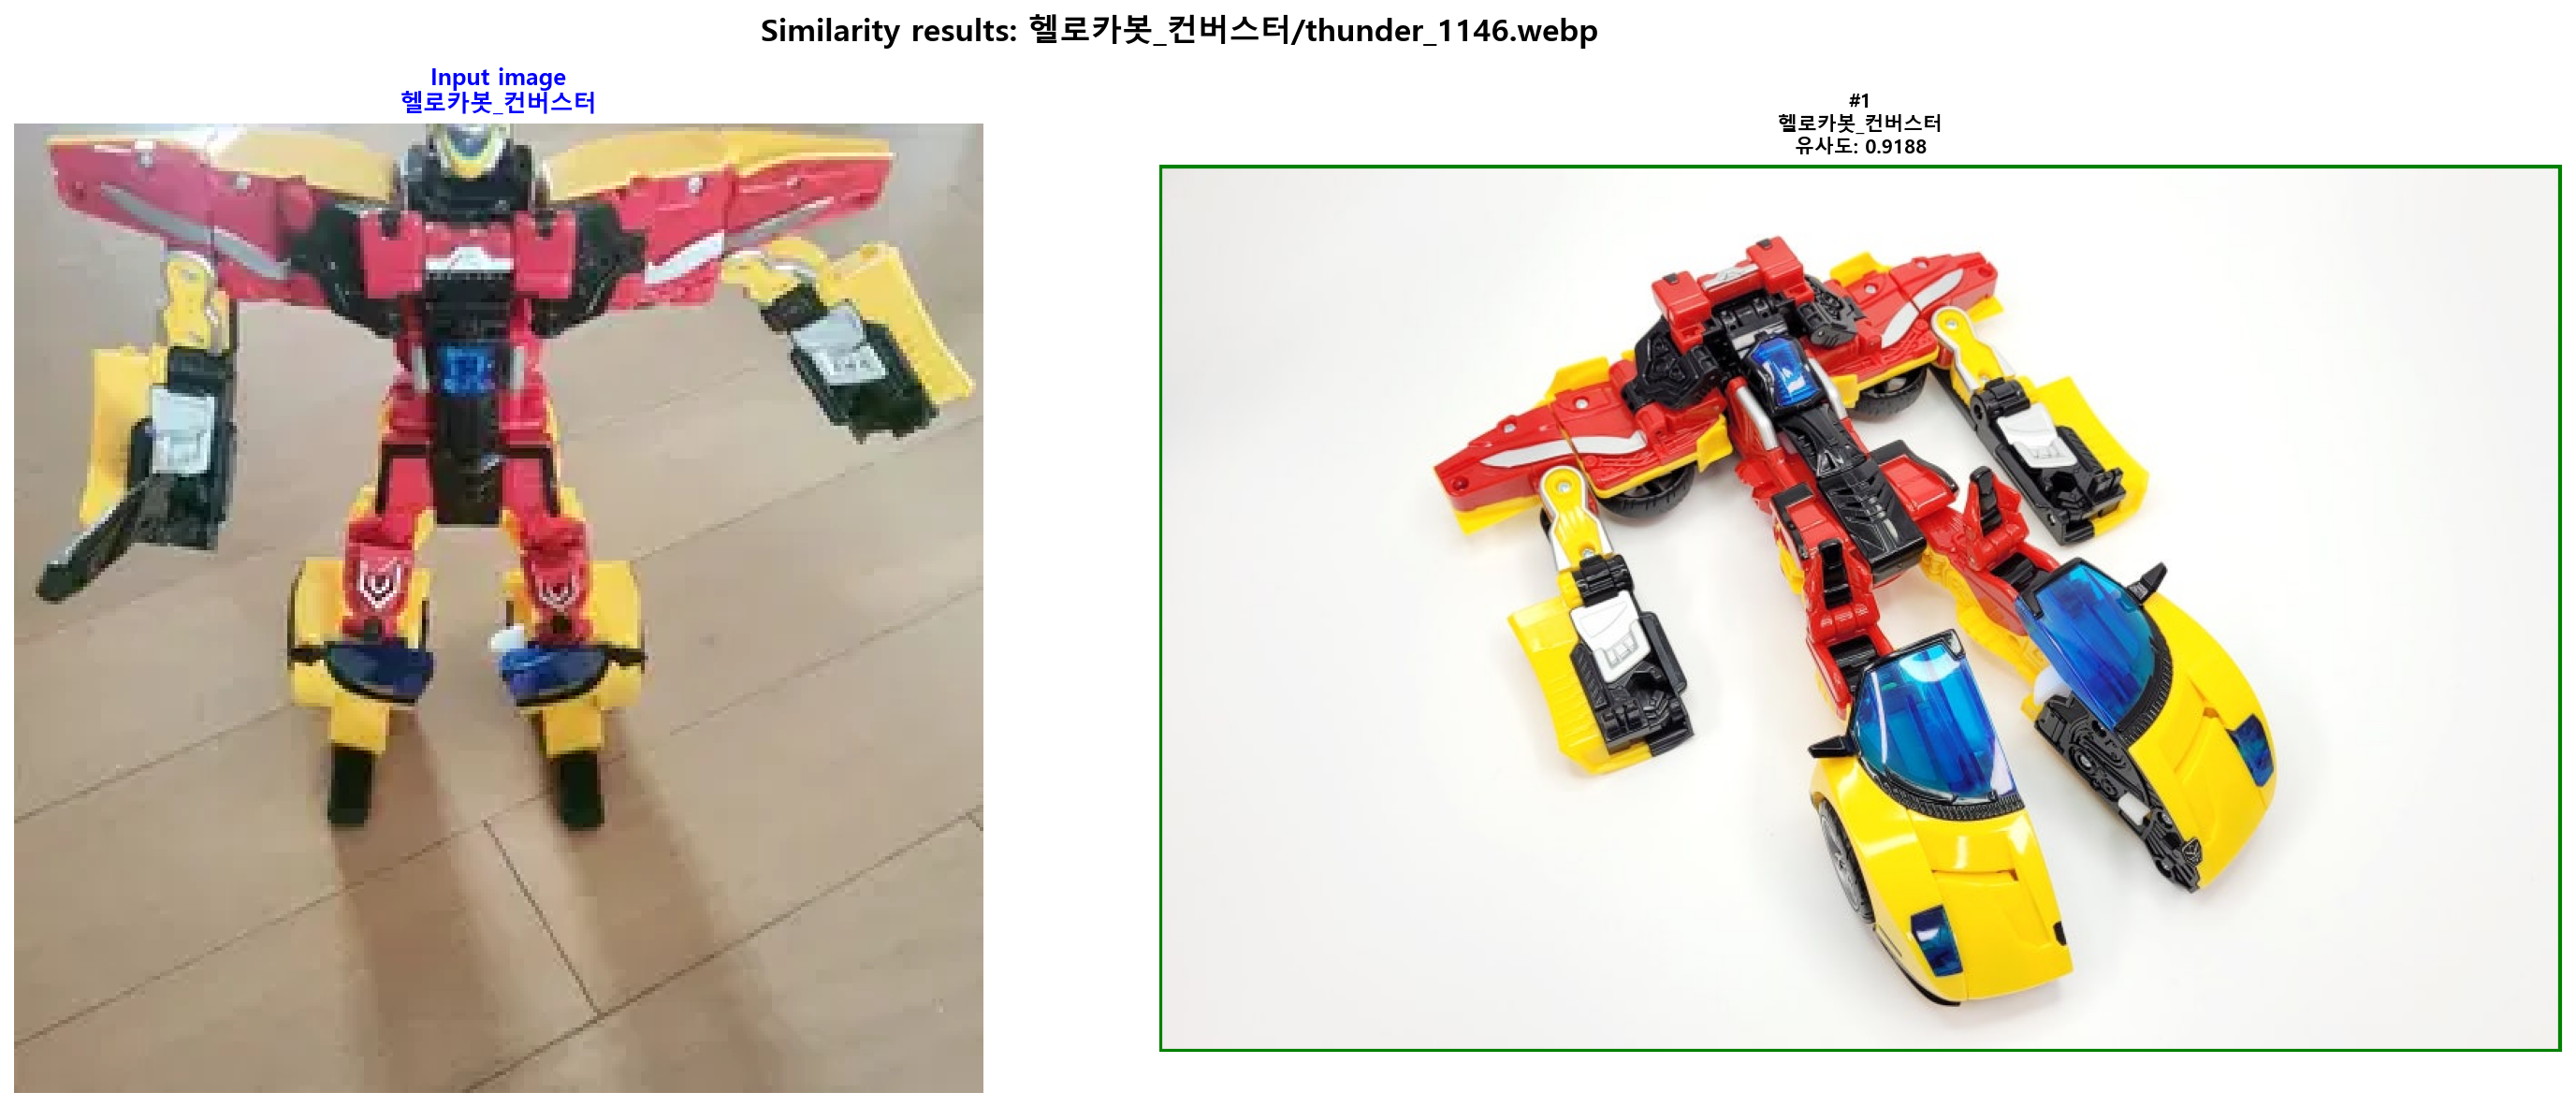 Similarity results: 헬로카봇_컨버스터/thunder_1146.webp
Input image
헬로카봇_컨버스터
#1
헬로카봇_컨버스터
유사도: 0.9188